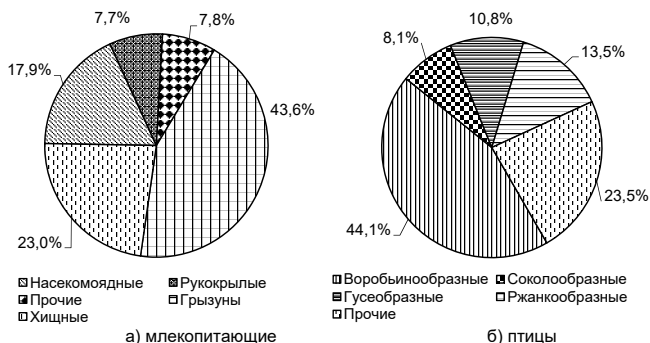 7,7%
7,8%
17,9%
43,6%
23,0%
Насекомоядные Рукокрылые
Прочие Грызуны
Хищные
а) млекопитающие
10,8%
8,1%
13,5%
23,5%
44,1%
Воробьинообразные Соколообразные
Гусеобразные Ржанкообразные
Прочие
б) птицы